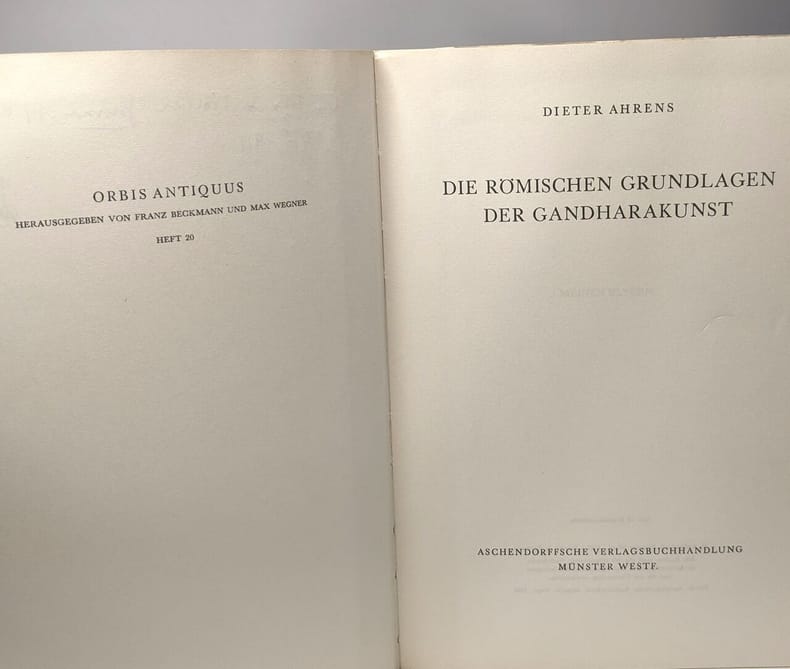 ORBIS ANTIQUUS
HERAUSGEGEBEN VON FRANZ BECKMANN UND MAX WEGNER
HEFT 20
DIETER AHRENS
DIE RÖMISCHEN GRUNDLAGEN
DER GANDHARAKUNST
ASCHENDORFFSCHE VERLAGSBUCHHANDLUNG
MÜNSTER WESTF.